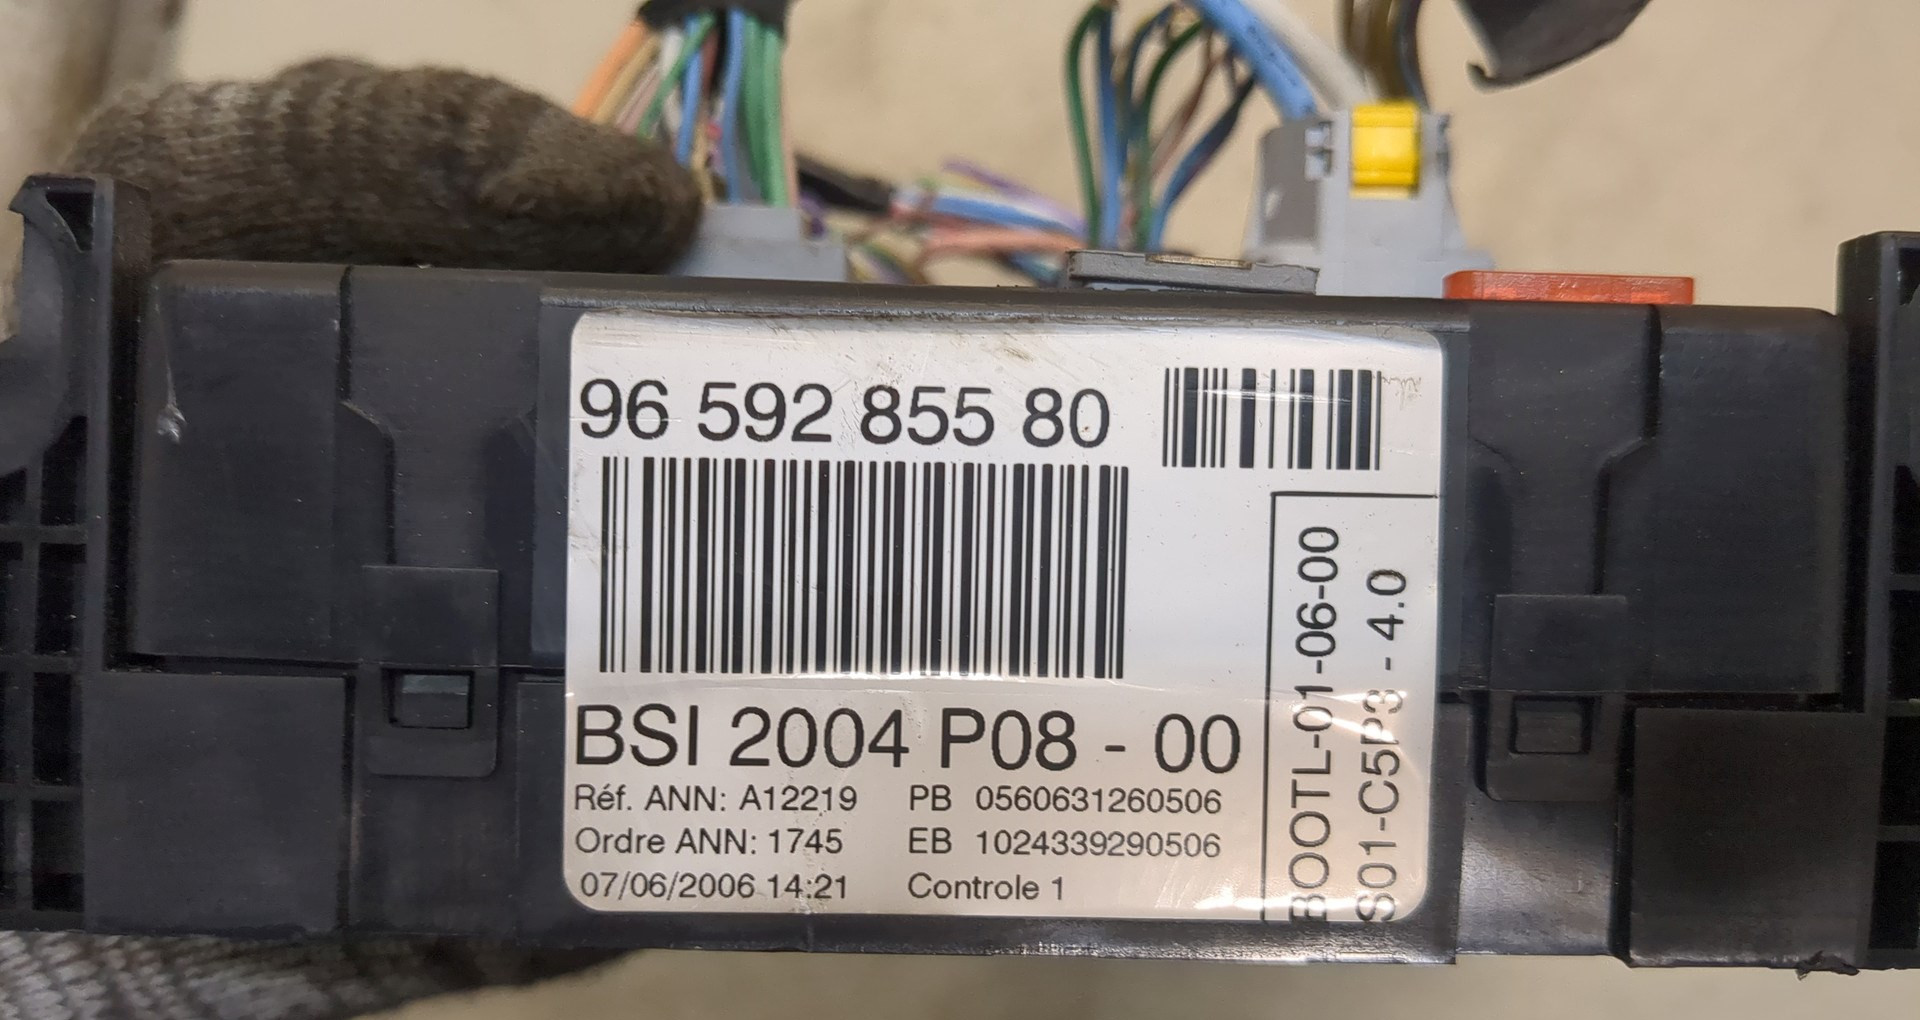 96 592 855 80
BSI 2004 P08 - 00
Réf. ANN: A12219 PB 0560631260506
Ordre ANN: 1745 EB 1024339290506
07/06/2006 14:21 Controle 1
BOOTL-01-06-00
S01-C5P3 - 4.0